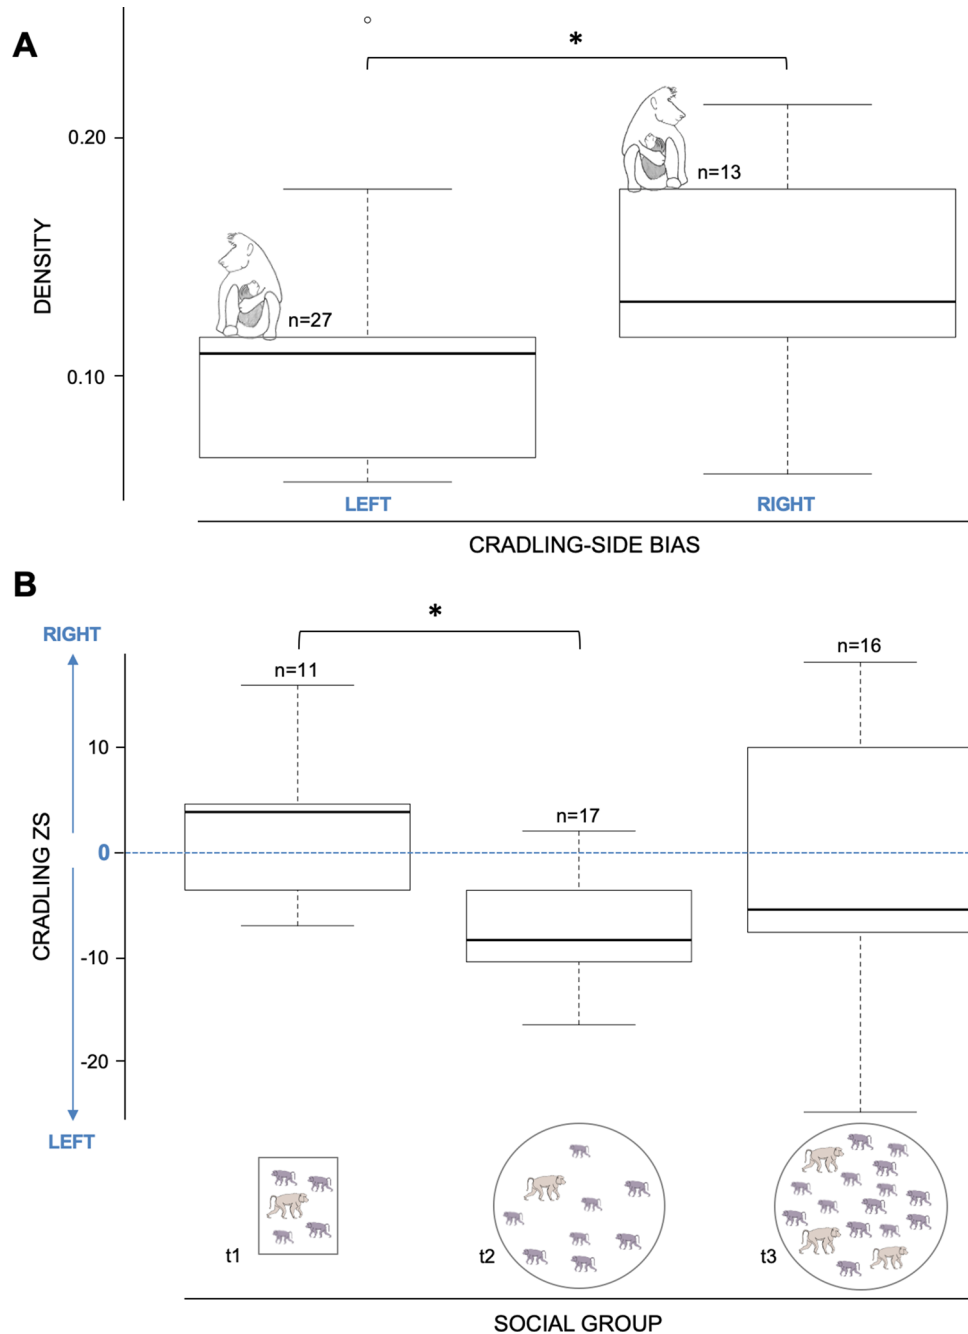 A
*
0.20
n=13
DENSITY
n=27
0.10
LEFT
RIGHT
CRADLING-SIDE BIAS
B
*
RIGHT
n=16
n=11
10
n=17
0
CRADLING ZS
-10
-20
LEFT
t1
t2
t3
SOCIAL GROUP